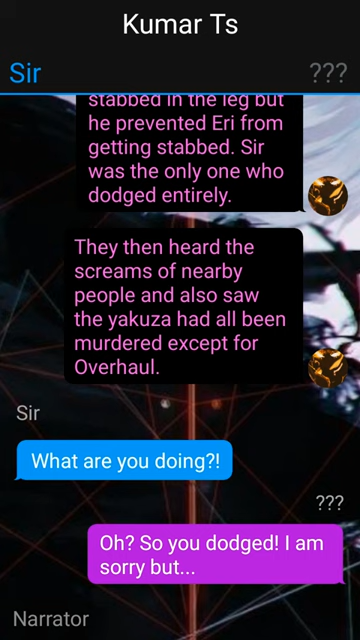 Kumar Ts
Sir
???
stabbed in the leg but
he prevented Eri from
getting stabbed. Sir
was the only one who
dodged entirely.
They then heard the
screams of nearby
people and also saw
the yakuza had all been
murdered except for
Overhaul.
Sir
What are you doing?!
???
Oh? So you dodged! I am
sorry but...
Narrator